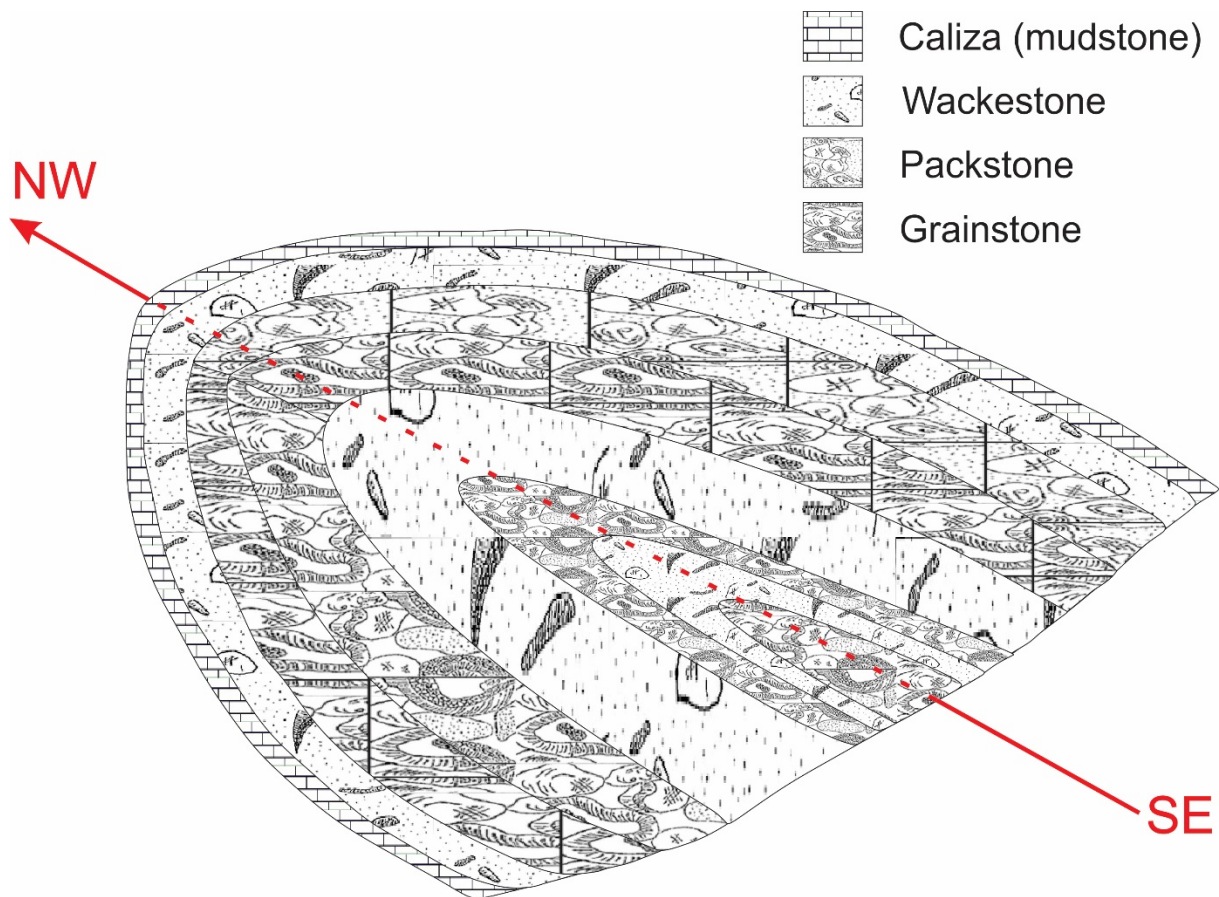 Caliza (mudstone)
Wackestone
Packstone
Grainstone
NW
SE